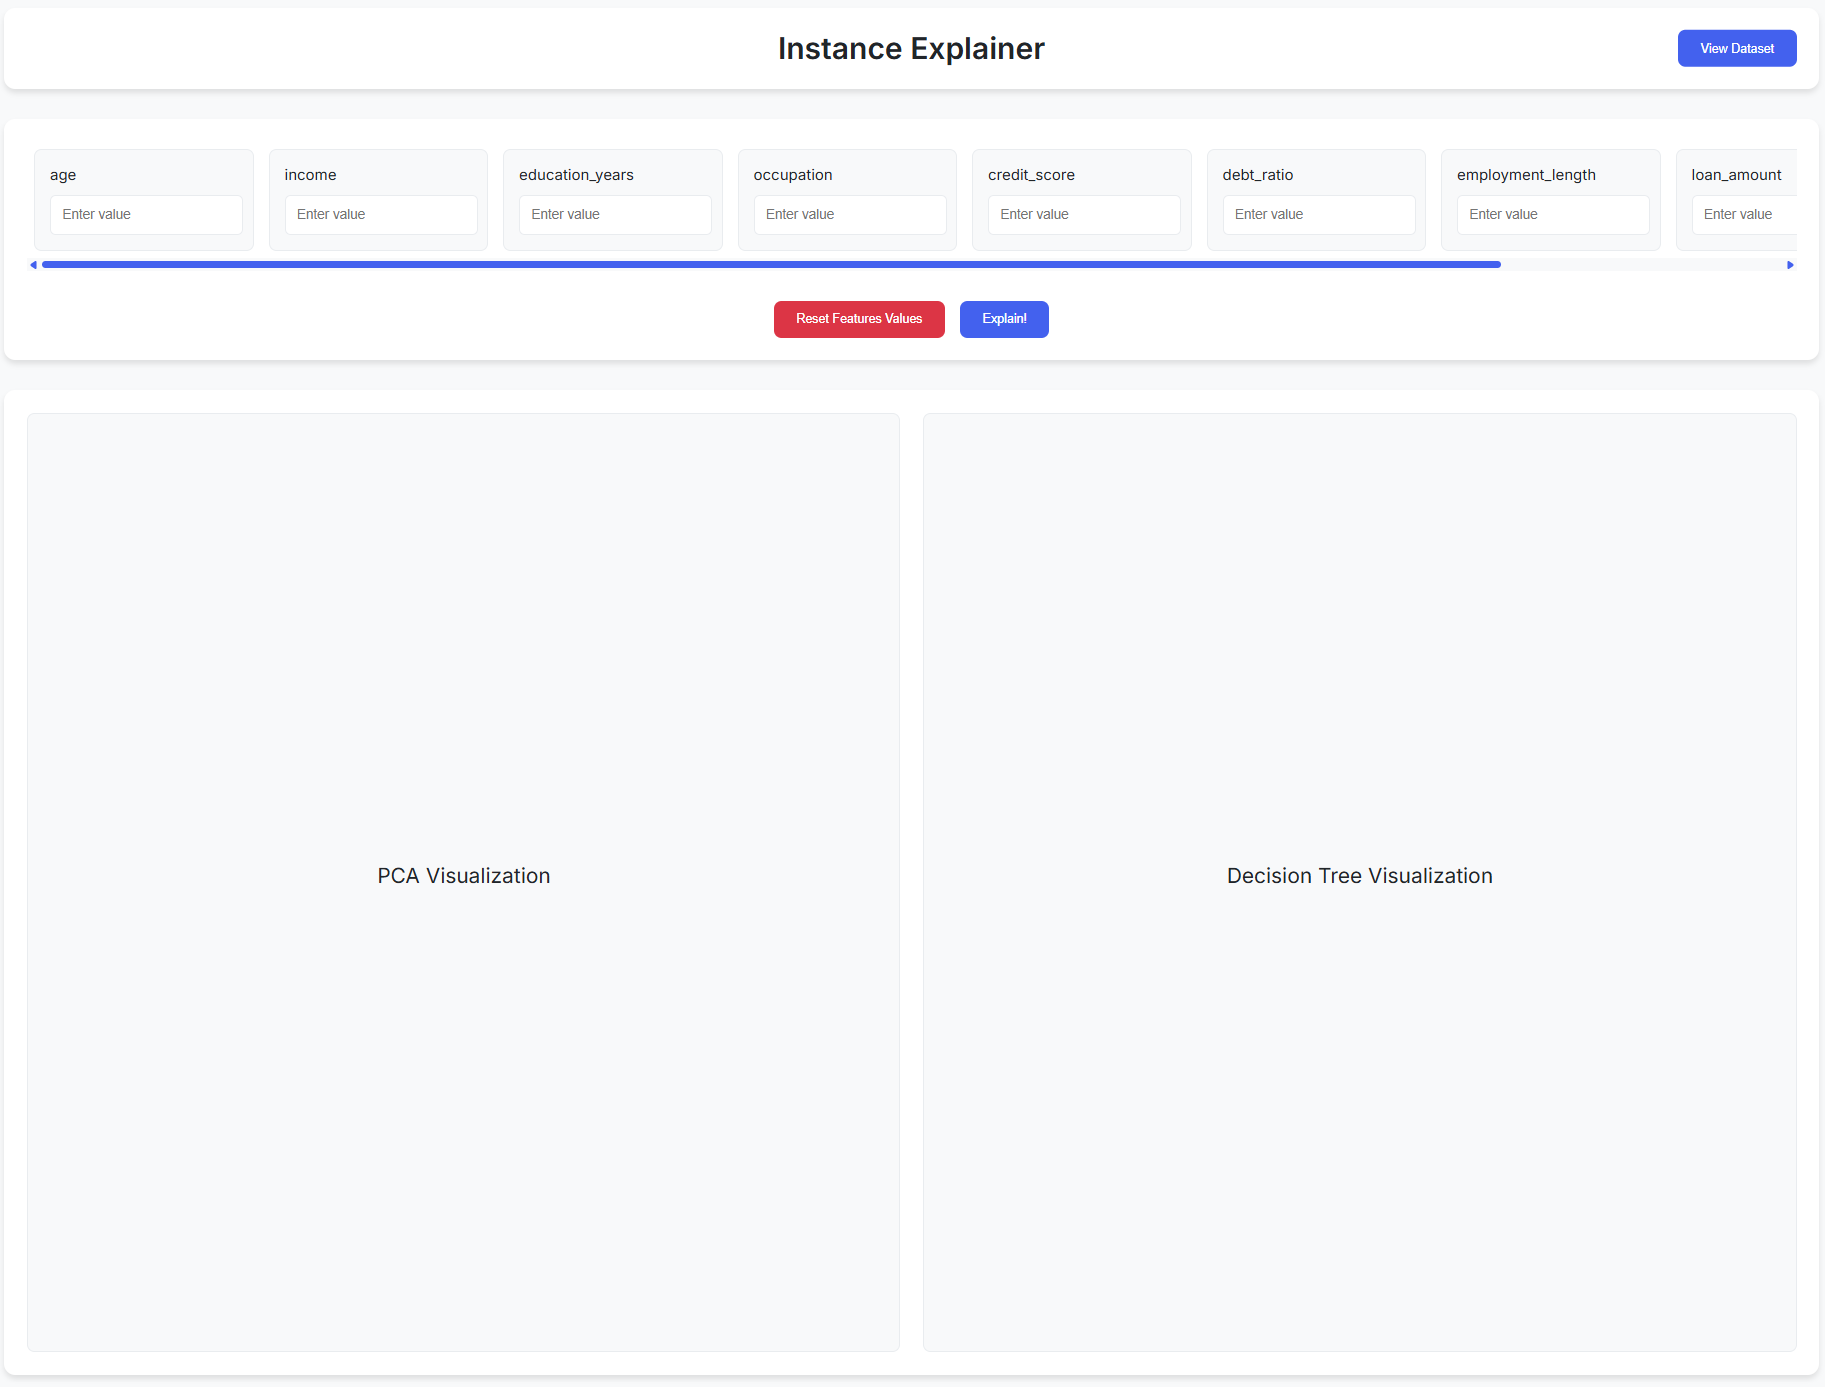 Instance Explainer
View Dataset
age
income
education_years
occupation
credit_score
debt_ratio
employment_length
loan_amount
Enter value
Enter value
Enter value
Enter value
Enter value
Enter value
Enter value
Enter value
Reset Features Values
Explain!
PCA Visualization
Decision Tree Visualization